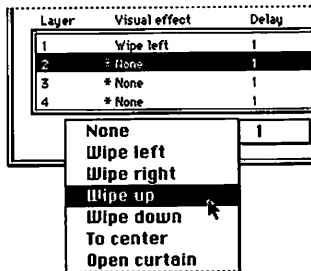 Layer Visual effect Delay
1 Wipe left 1
2 * None 1
3 * None 1
4 * None 1
1
None
Wipe left
Wipe right
Wipe up
Wipe down
To center
Open curtain